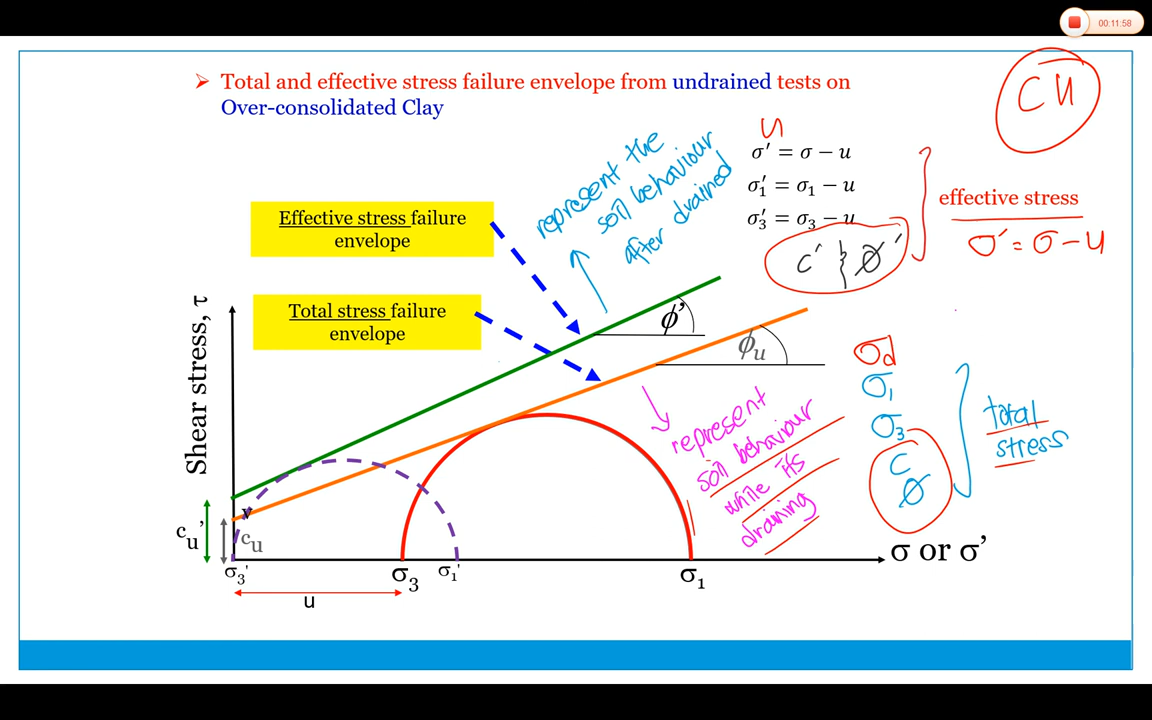 00:11:58
➢ Total and effective stress failure envelope from undrained tests on
Over-consolidated Clay
CU
u
σ' = σ − u
σ₁' = σ₁ − u
σ₃' = σ₃ − u
effective stress
σ' = σ − u
c' } ø'
represent the
soil behaviour
after drained
Effective stress failure
envelope
Total stress failure
envelope
Shear stress, τ
ϕ'
ϕu
σd
σ₁
σ₃
c
ø
total
stress
represent
soil behaviour
while its
draining
cu'
cu
σ₃'
σ₃
σ₁'
σ₁
σ or σ'
u